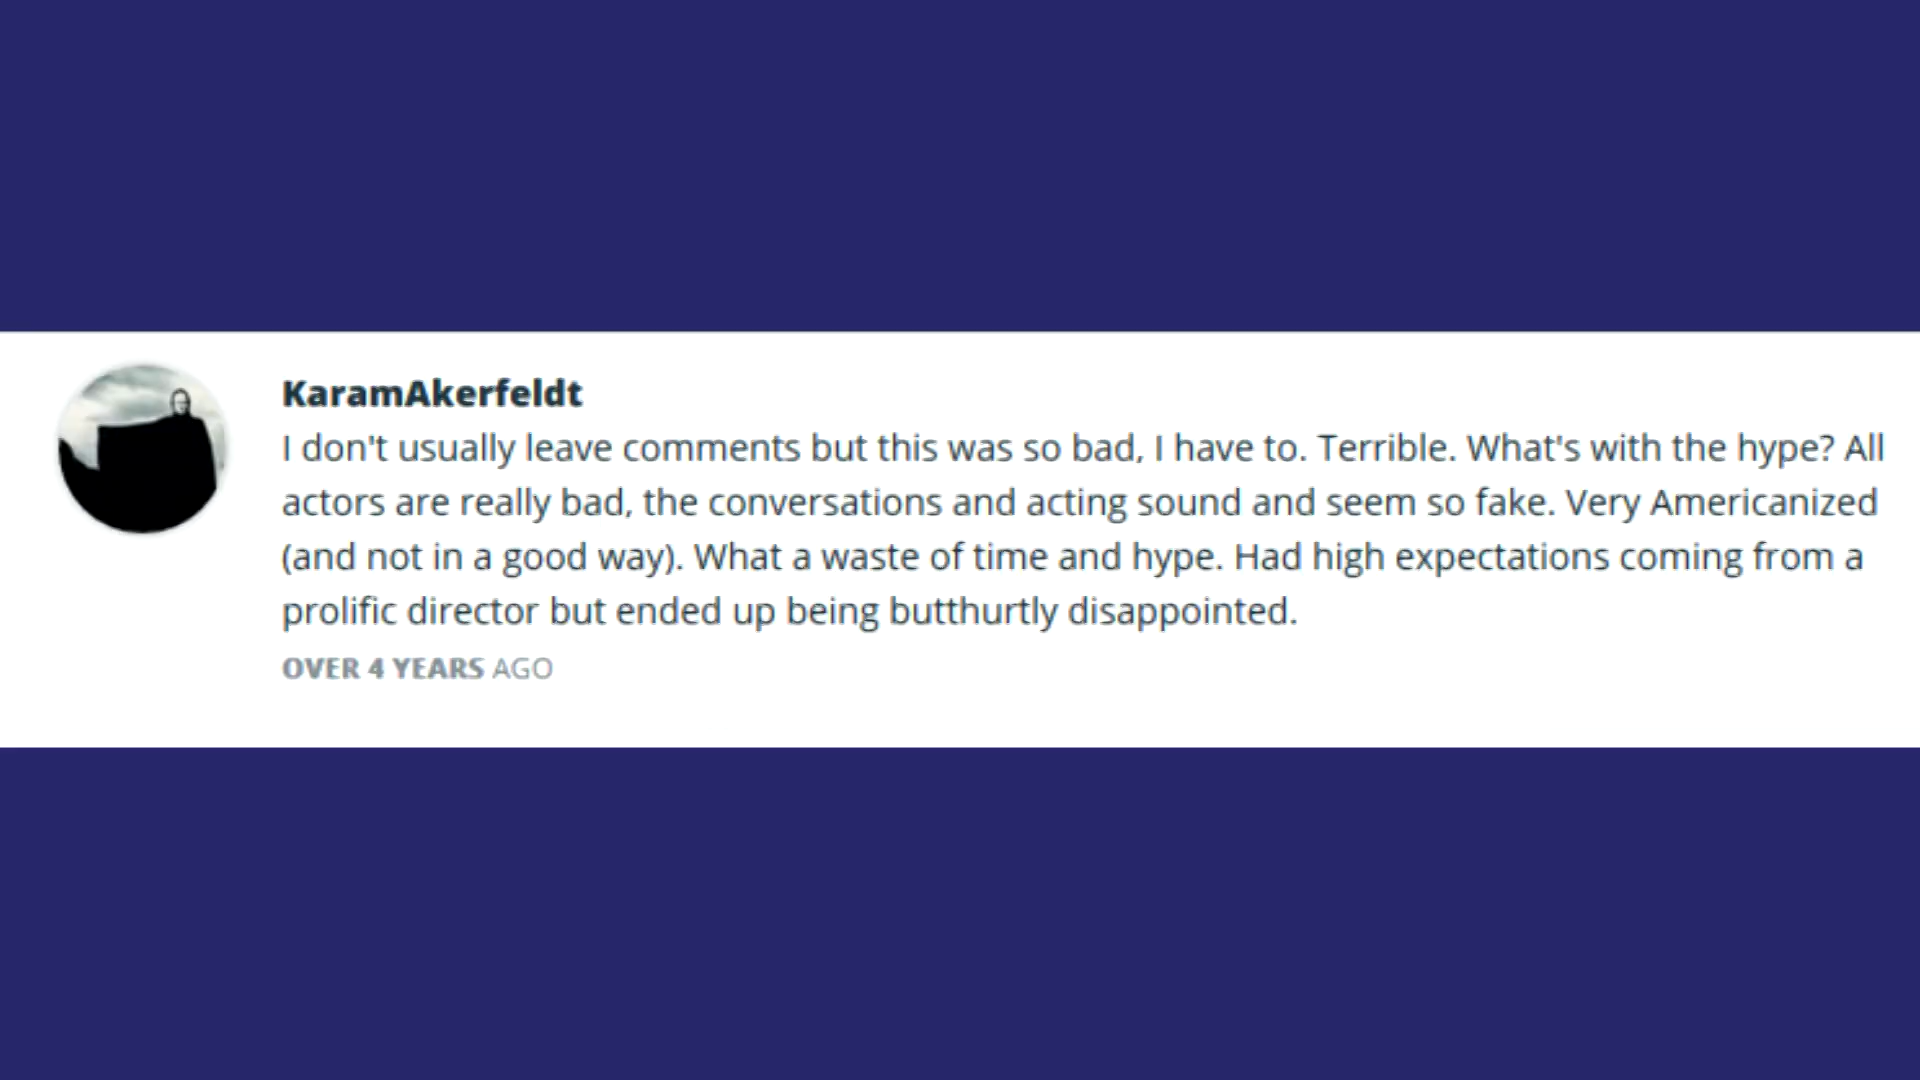 KaramAkerfeldt
I don't usually leave comments but this was so bad, I have to. Terrible. What's with the hype? All
actors are really bad, the conversations and acting sound and seem so fake. Very Americanized
(and not in a good way). What a waste of time and hype. Had high expectations coming from a
prolific director but ended up being butthurtly disappointed.
OVER 4 YEARS AGO